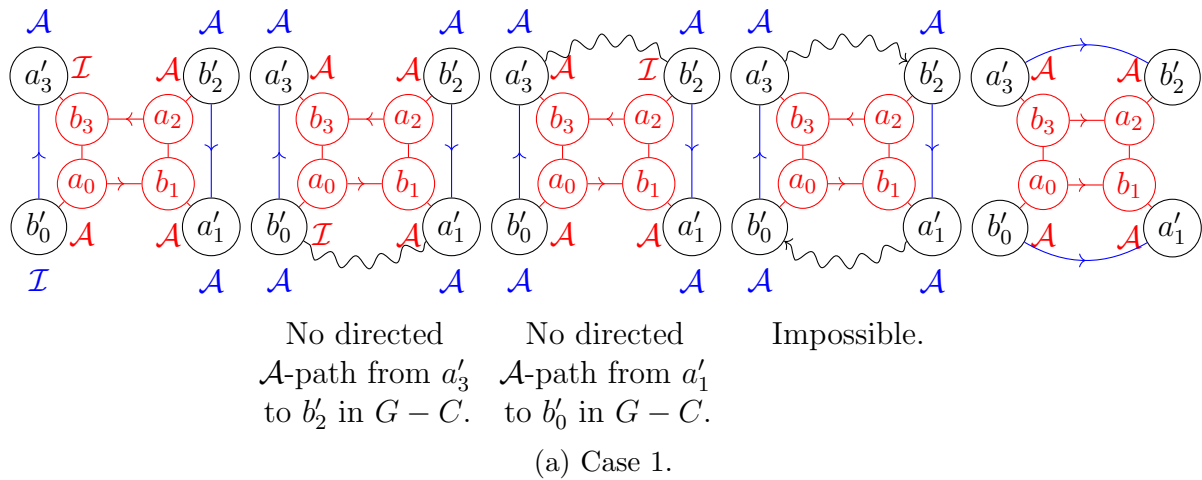 𝒜 𝒜 𝒜 𝒜 𝒜 𝒜 𝒜 𝒜
a′₃ ℐ 𝒜 b′₂ a′₃ 𝒜 𝒜 b′₂ a′₃ 𝒜 ℐ b′₂ a′₃ b′₂ a′₃ 𝒜 𝒜 b′₂
b₃ a₂ b₃ a₂ b₃ a₂ b₃ a₂ b₃ a₂
a₀ b₁ a₀ b₁ a₀ b₁ a₀ b₁ a₀ b₁
b′₀ 𝒜 𝒜 a′₁ b′₀ ℐ 𝒜 a′₁ b′₀ 𝒜 𝒜 a′₁ b′₀ a′₁ b′₀ 𝒜 𝒜 a′₁
ℐ 𝒜 𝒜 𝒜 𝒜 𝒜 𝒜 𝒜
No directed
𝒜-path from a′₃
to b′₂ in G − C.
No directed
𝒜-path from a′₁
to b′₀ in G − C.
Impossible.
(a) Case 1.